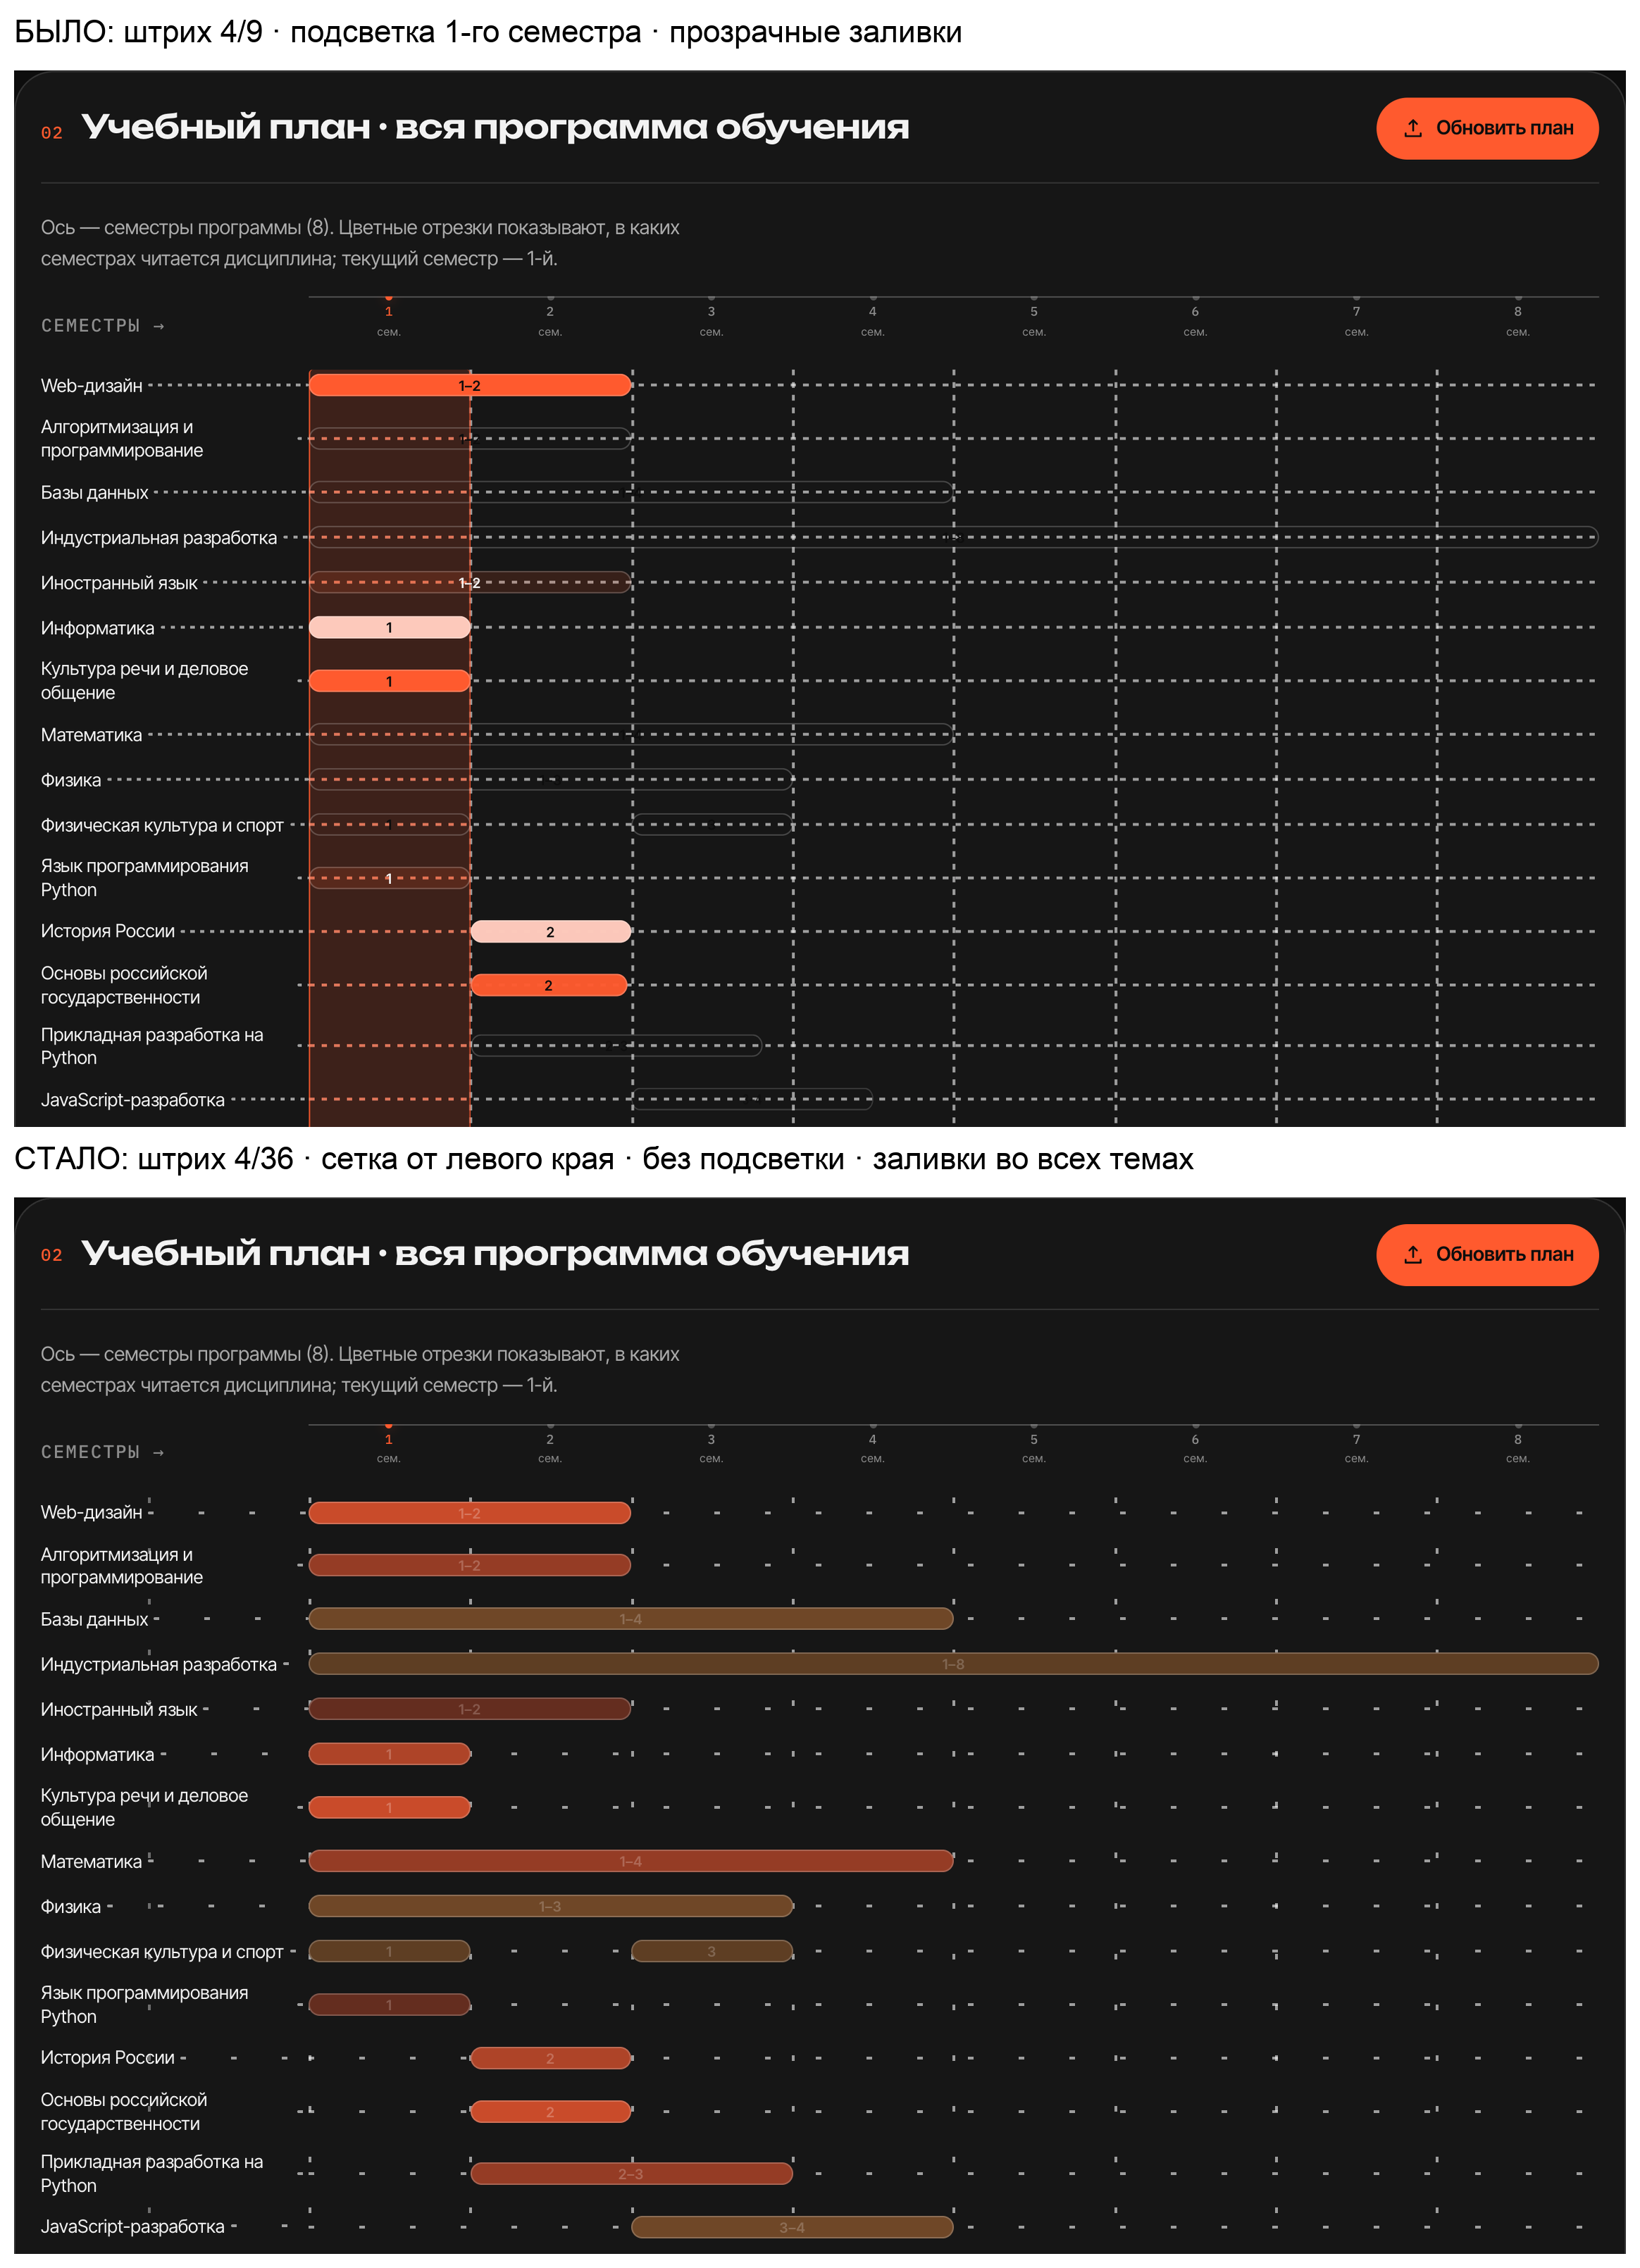 БЫЛО: штрих 4/9 · подсветка 1-го семестра · прозрачные заливки
02 Учебный план · вся программа обучения
Обновить план
Ось — семестры программы (8). Цветные отрезки показывают, в каких
семестрах читается дисциплина; текущий семестр — 1-й.
СЕМЕСТРЫ →
1 2 3 4 5 6 7 8
сем. сем. сем. сем. сем. сем. сем. сем.
Web-дизайн 1–2
Алгоритмизация и
программирование
Базы данных
Индустриальная разработка
Иностранный язык 1–2
Информатика 1
Культура речи и деловое
общение 1
Математика
Физика
Физическая культура и спорт 1
Язык программирования
Python 1
История России 2
Основы российской
государственности 2
Прикладная разработка на
Python
JavaScript-разработка
СТАЛО: штрих 4/36 · сетка от левого края · без подсветки · заливки во всех темах
02 Учебный план · вся программа обучения
Обновить план
Ось — семестры программы (8). Цветные отрезки показывают, в каких
семестрах читается дисциплина; текущий семестр — 1-й.
СЕМЕСТРЫ →
1 2 3 4 5 6 7 8
сем. сем. сем. сем. сем. сем. сем. сем.
Web-дизайн 1–2
Алгоритмизация и
программирование 1–2
Базы данных 1–4
Индустриальная разработка 1–8
Иностранный язык 1–2
Информатика 1
Культура речи и деловое
общение 1
Математика 1–4
Физика 1–3
Физическая культура и спорт 1 3
Язык программирования
Python 1
История России 2
Основы российской
государственности 2
Прикладная разработка на
Python 2–3
JavaScript-разработка 3–4